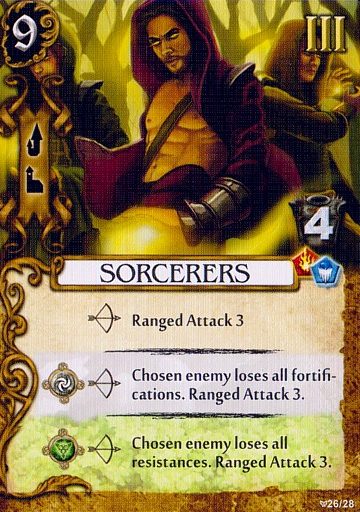 9
III
4
SORCERERS
Ranged Attack 3
Chosen enemy loses all fortifi-
cations. Ranged Attack 3.
Chosen enemy loses all
resistances. Ranged Attack 3.
26/28